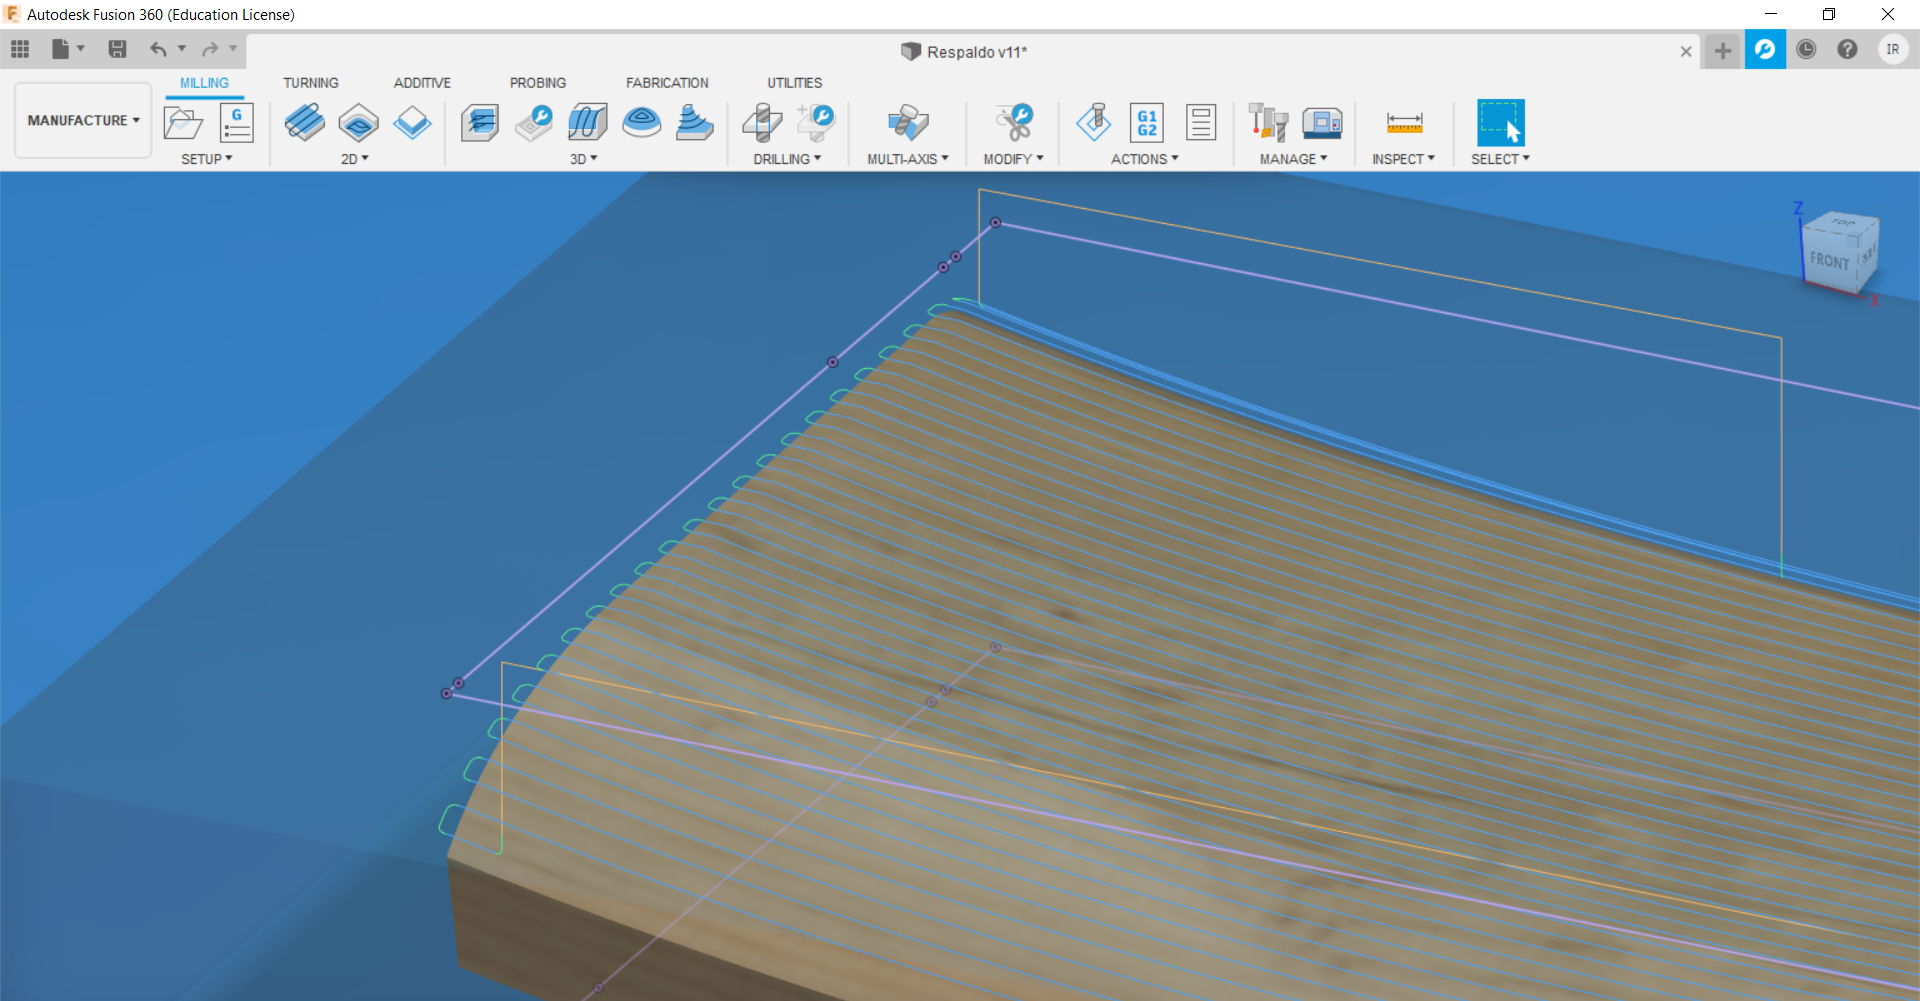 Autodesk Fusion 360 (Education License)
Respaldo v11*
IR
MILLING TURNING ADDITIVE PROBING FABRICATION UTILITIES
MANUFACTURE
G
G1
G2
SETUP 2D 3D DRILLING MULTI-AXIS MODIFY ACTIONS MANAGE INSPECT SELECT
Z
TOP
FRONT
X